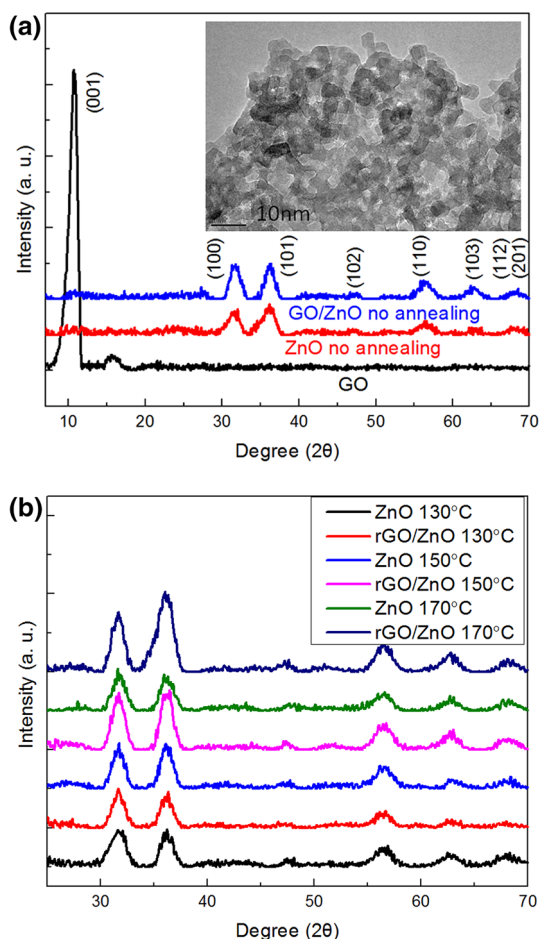 (a)
(001)
10nm
(100)
(101)
(102)
(110)
(103)
(112)
(201)
GO/ZnO no annealing
ZnO no annealing
GO
Intensity (a. u.)
10 20 30 40 50 60 70
Degree (2θ)
(b)
ZnO 130°C
rGO/ZnO 130°C
ZnO 150°C
rGO/ZnO 150°C
ZnO 170°C
rGO/ZnO 170°C
Intensity (a. u.)
30 40 50 60 70
Degree (2θ)